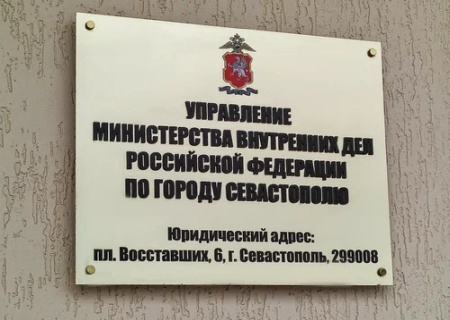 УПРАВЛЕНИЕ
МИНИСТЕРСТВА ВНУТРЕННИХ ДЕЛ
РОССИЙСКОЙ ФЕДЕРАЦИИ
ПО ГОРОДУ СЕВАСТОПОЛЮ
Юридический адрес:
пл. Восставших, 6, г. Севастополь, 299008